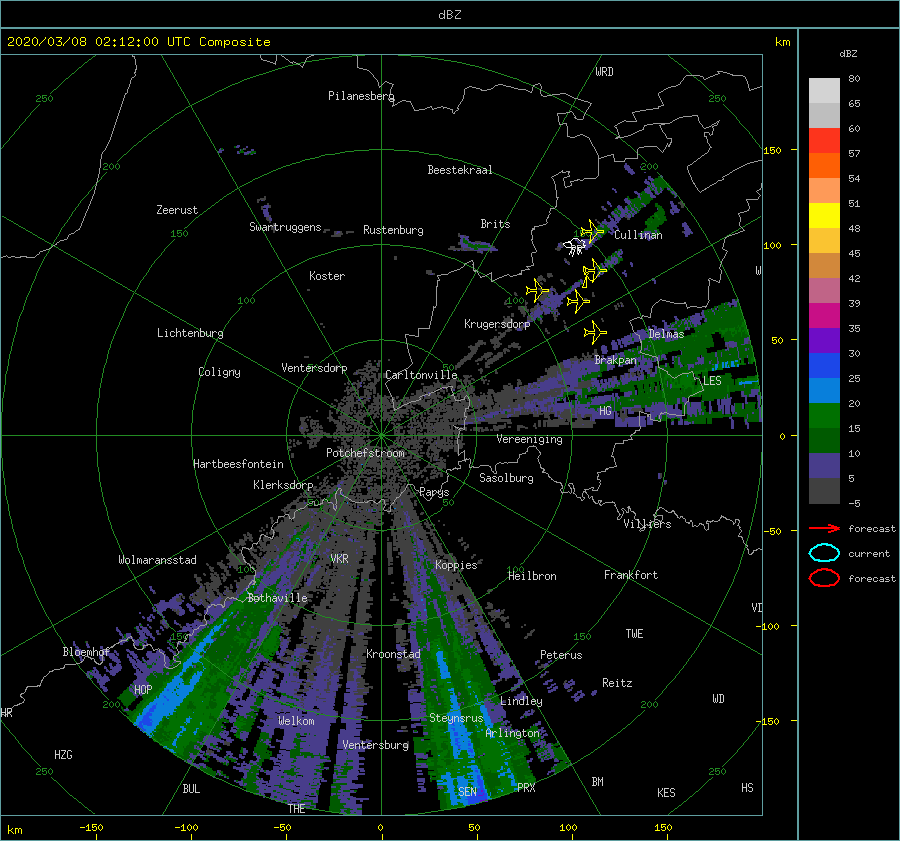 dBZ
2020/03/08 02:12:00 UTC Composite
km
dBZ
WRD
80
Pilanesberg
250
250
65
60
150
57
200
200
Beestekraal
54
Zeerust
51
Swartruggens
Rustenburg
Brits
Cullinan
150
48
100
45
W
Koster
42
100
100
39
Krugersdorp
35
Lichtenburg
Delmas
50
30
Brakpan
Ventersdorp
Coligny
Carltonville
LES
25
20
HG
15
Vereeniging
0
10
Potchefstroom
Hartbeesfontein
Sasolburg
5
Klerksdorp
Parys
50
50
-5
Villiers
forecast
-50
current
Wolmaransstad
VKR
Koppies
100
100
Heilbron
Frankfort
forecast
Bothaville
VD
-100
150
150
TWE
Bloemhof
Kroonstad
Peterus
HOP
Reitz
WD
200
200
Lindley
HR
Welkom
Steynsrus
-150
Arlington
Ventersburg
HZG
250
250
BUL
SEN
PRX
BM
KES
HS
THE
km
-150
-100
-50
0
50
100
150